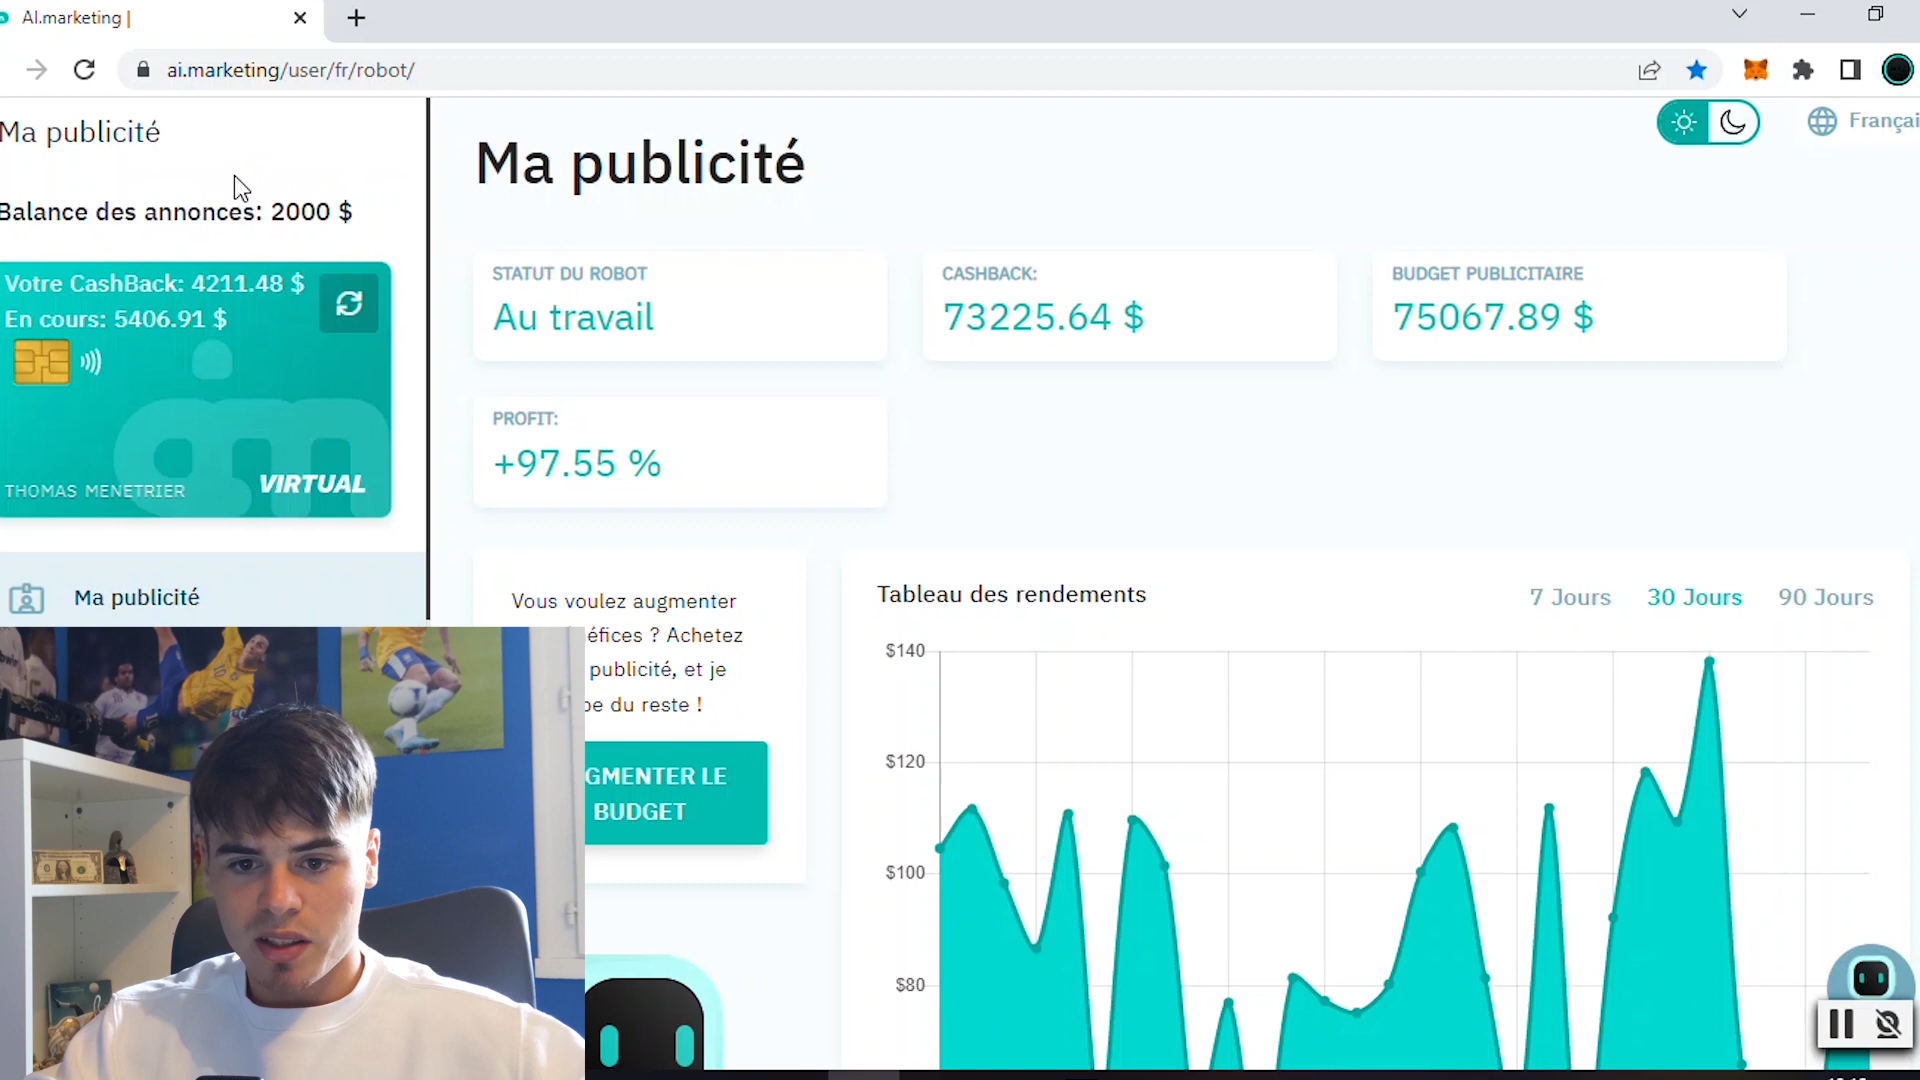 AI.marketing |
ai.marketing/user/fr/robot/
Ma publicité
Balance des annonces: 2000 $
Votre CashBack: 4211.48 $
En cours: 5406.91 $
THOMAS MENETRIER
VIRTUAL
Ma publicité
Ma publicité
Françai
STATUT DU ROBOT
Au travail
CASHBACK:
73225.64 $
BUDGET PUBLICITAIRE
75067.89 $
PROFIT:
+97.55 %
Vous voulez augmenter
éfices ? Achetez
publicité, et je
pe du reste !
GMENTER LE
BUDGET
Tableau des rendements
7 Jours
30 Jours
90 Jours
$140
$120
$100
$80